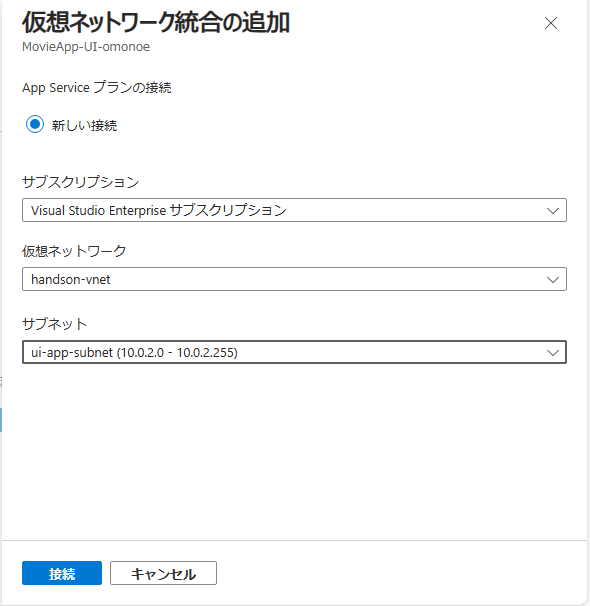 仮想ネットワーク統合の追加
MovieApp-UI-omonoe
App Service プランの接続
新しい接続
サブスクリプション
Visual Studio Enterprise サブスクリプション
仮想ネットワーク
handson-vnet
サブネット
ui-app-subnet (10.0.2.0 - 10.0.2.255)
接続
キャンセル